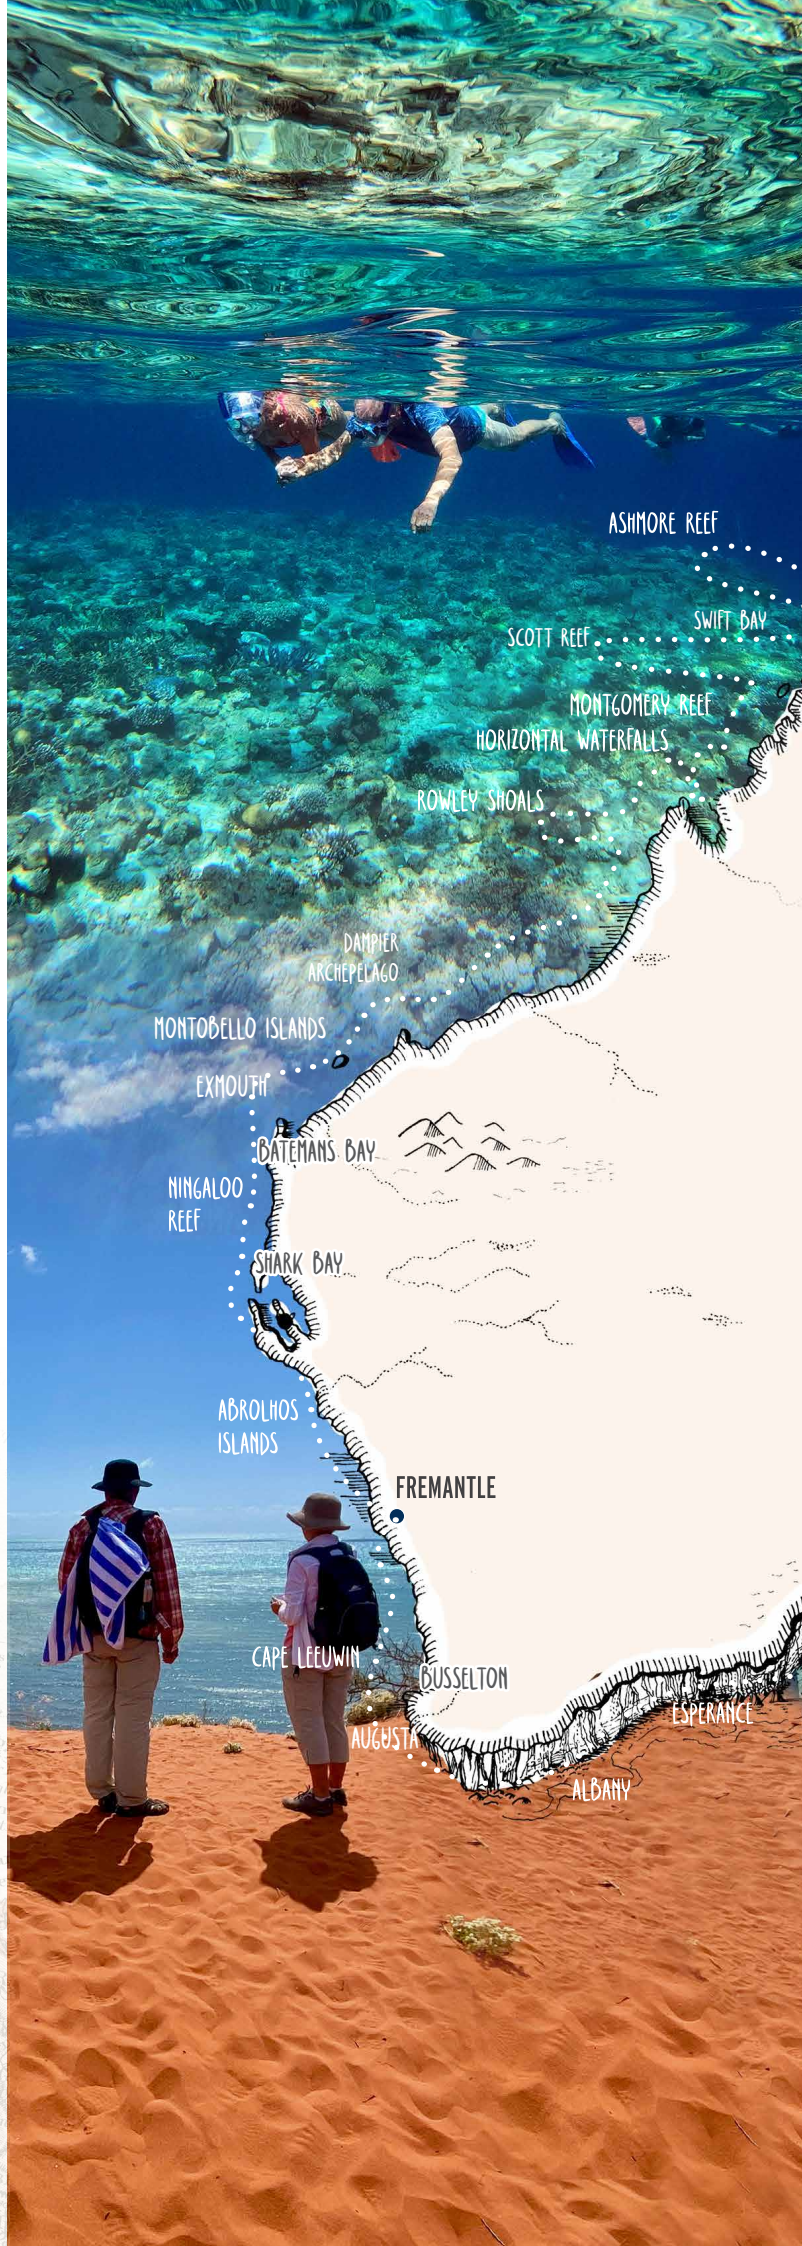 ASHMORE REEF
SWIFT BAY
SCOTT REEF
MONTGOMERY REEF
HORIZONTAL WATERFALLS
ROWLEY SHOALS
DAMPIER
ARCHEPELAGO
MONTOBELLO ISLANDS
EXMOUTH
BATEMANS BAY
NINGALOO
REEF
SHARK BAY
ABROLHOS
ISLANDS
FREMANTLE
CAPE LEEUWIN
BUSSELTON
ESPERANCE
AUGUSTA
ALBANY